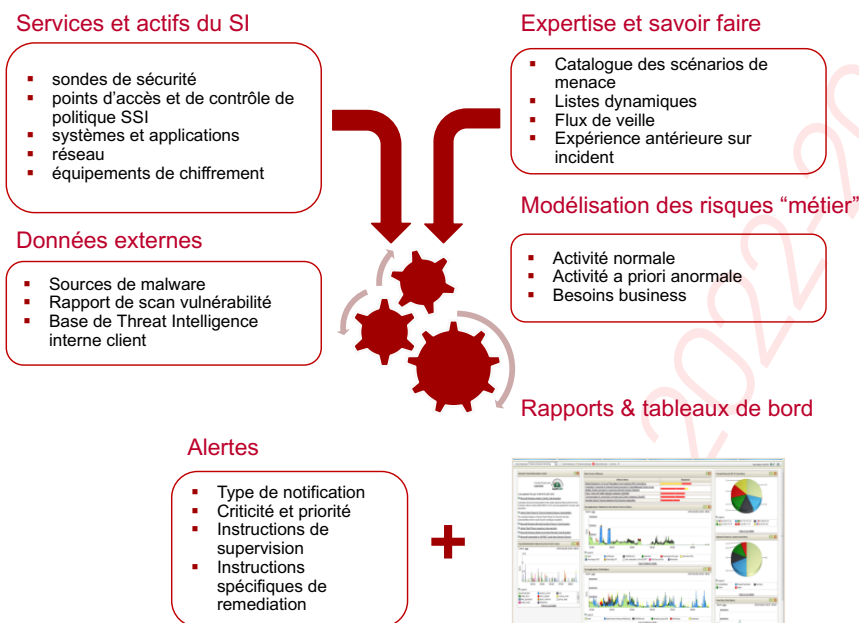 Services et actifs du SI
▪ sondes de sécurité
▪ points d'accès et de contrôle de
politique SSI
▪ systèmes et applications
▪ réseau
▪ équipements de chiffrement
Expertise et savoir faire
▪ Catalogue des scénarios de
menace
▪ Listes dynamiques
▪ Flux de veille
▪ Expérience antérieure sur
incident
Données externes
▪ Sources de malware
▪ Rapport de scan vulnérabilité
▪ Base de Threat Intelligence
interne client
Modélisation des risques “métier”
▪ Activité normale
▪ Activité a priori anormale
▪ Besoins business
Rapports & tableaux de bord
Alertes
▪ Type de notification
▪ Criticité et priorité
▪ Instructions de
supervision
▪ Instructions
spécifiques de
remediation
+
2022-20